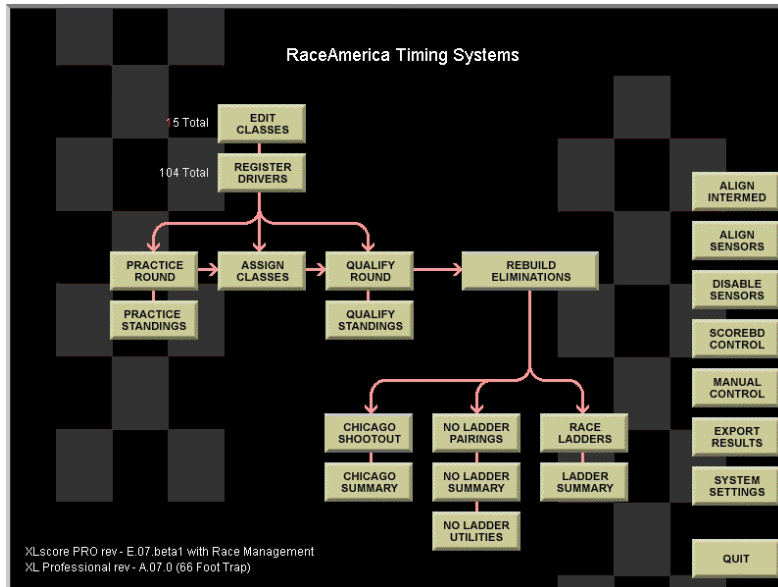 RaceAmerica Timing Systems
15 Total
EDIT
CLASSES
104 Total
REGISTER
DRIVERS
ALIGN
INTERMED
ALIGN
SENSORS
PRACTICE
ROUND
ASSIGN
CLASSES
QUALIFY
ROUND
REBUILD
ELIMINATIONS
DISABLE
SENSORS
PRACTICE
STANDINGS
QUALIFY
STANDINGS
SCOREBD
CONTROL
MANUAL
CONTROL
CHICAGO
SHOOTOUT
NO LADDER
PAIRINGS
RACE
LADDERS
EXPORT
RESULTS
CHICAGO
SUMMARY
NO LADDER
SUMMARY
LADDER
SUMMARY
SYSTEM
SETTINGS
NO LADDER
UTILITIES
XLscore PRO rev - E.07.beta1 with Race Management
XL Professional rev - A.07.0 (66 Foot Trap)
QUIT